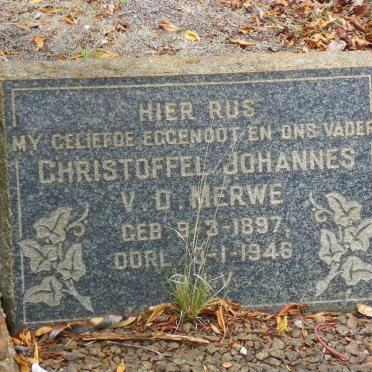 HIER RUS
MY GELIEFDE EGGENOOT EN ONS VADER
CHRISTOFFEL JOHANNES
V. D. MERWE
GEB. 9-3-1897.
OORL. -1-1946